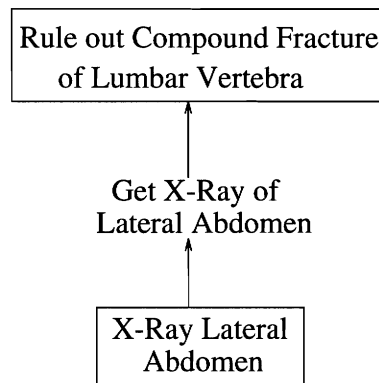 Rule out Compound Fracture
of Lumbar Vertebra
Get X-Ray of
Lateral Abdomen
X-Ray Lateral
Abdomen